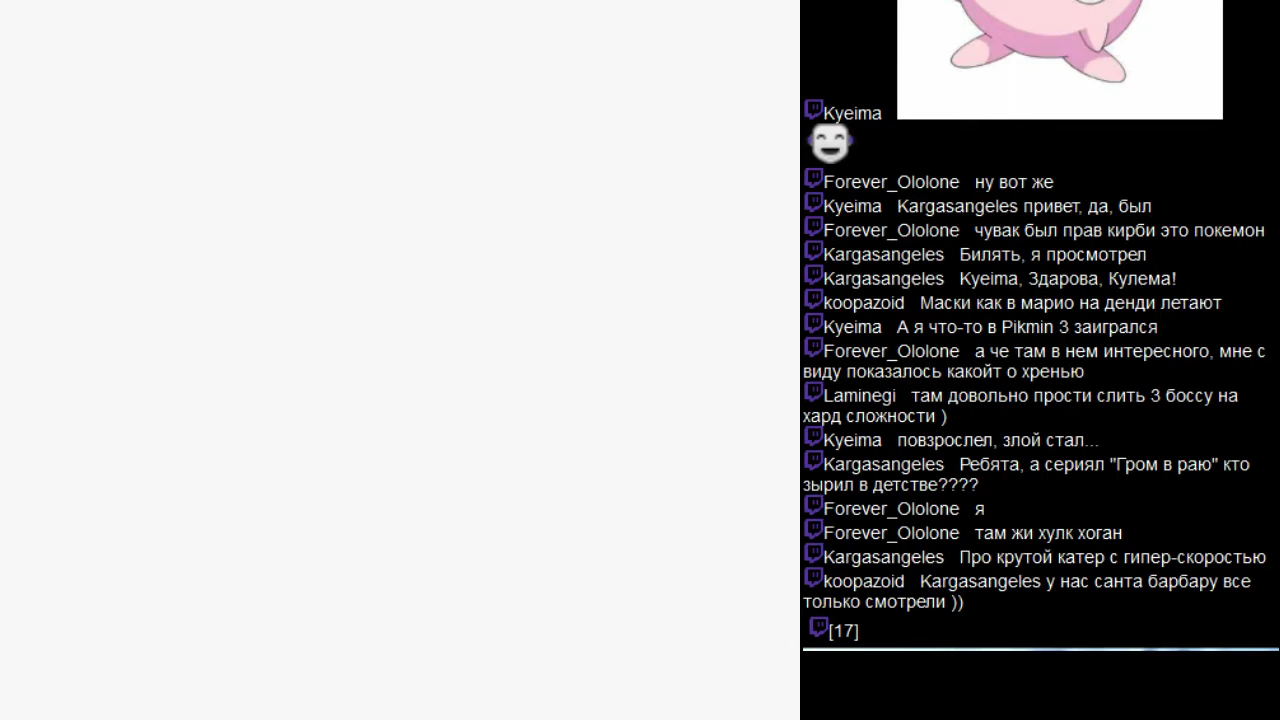 Kyeima
Forever_Ololone ну вот же
Kyeima Kargasangeles привет, да, был
Forever_Ololone чувак был прав кирби это покемон
Kargasangeles Билять, я просмотрел
Kargasangeles Kyeima, Здарова, Кулема!
koopazoid Маски как в марио на денди летают
Kyeima А я что-то в Pikmin 3 заигрался
Forever_Ololone а че там в нем интересного, мне с
виду показалось какойт о хренью
Laminegi там довольно прости слить 3 боссу на
хард сложности )
Kyeima повзрослел, злой стал...
Kargasangeles Ребята, а сериял "Гром в раю" кто
зырил в детстве????
Forever_Ololone я
Forever_Ololone там жи хулк хоган
Kargasangeles Про крутой катер с гипер-скоростью
koopazoid Kargasangeles у нас санта барбару все
только смотрели ))
[17]